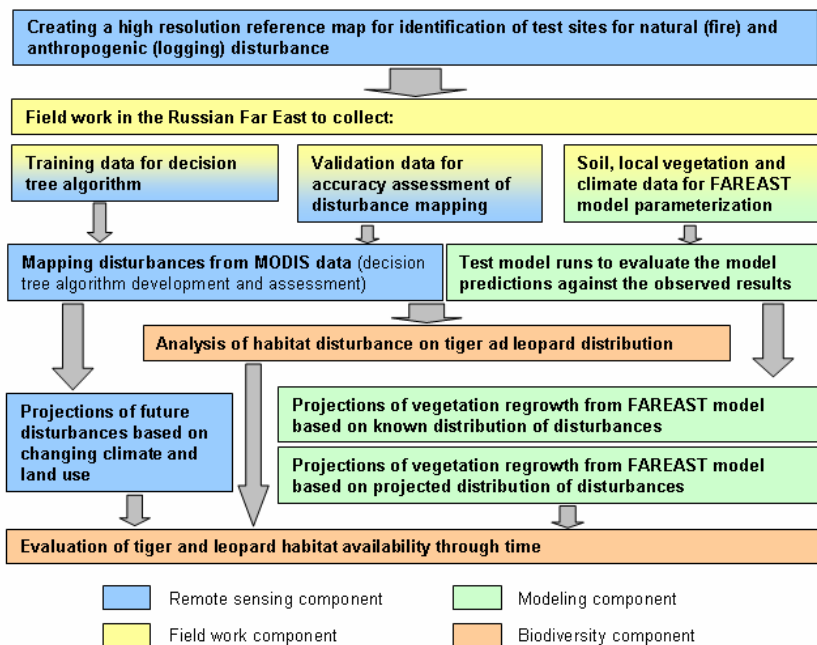 Creating a high resolution reference map for identification of test sites for natural (fire) and
anthropogenic (logging) disturbance
Field work in the Russian Far East to collect:
Training data for decision
tree algorithm
Validation data for
accuracy assessment of
disturbance mapping
Soil, local vegetation and
climate data for FAREAST
model parameterization
Mapping disturbances from MODIS data (decision
tree algorithm development and assessment)
Test model runs to evaluate the model
predictions against the observed results
Analysis of habitat disturbance on tiger ad leopard distribution
Projections of future
disturbances based on
changing climate and
land use
Projections of vegetation regrowth from FAREAST model
based on known distribution of disturbances
Projections of vegetation regrowth from FAREAST model
based on projected distribution of disturbances
Evaluation of tiger and leopard habitat availability through time
Remote sensing component
Modeling component
Field work component
Biodiversity component